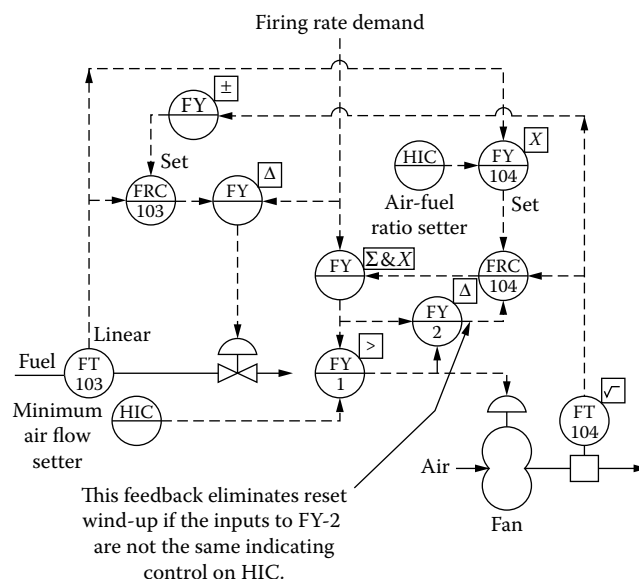 Firing rate demand
FY
±
HIC
FY
104
X
Set
FRC
103
FY
Δ
Air-fuel
ratio setter
Set
FY
Σ&X
FRC
104
Δ
FY
2
Linear
Fuel
FT
103
FY
1
>
Minimum
air flow
setter
HIC
FT
104
√
Air
Fan
This feedback eliminates reset
wind-up if the inputs to FY-2
are not the same indicating
control on HIC.